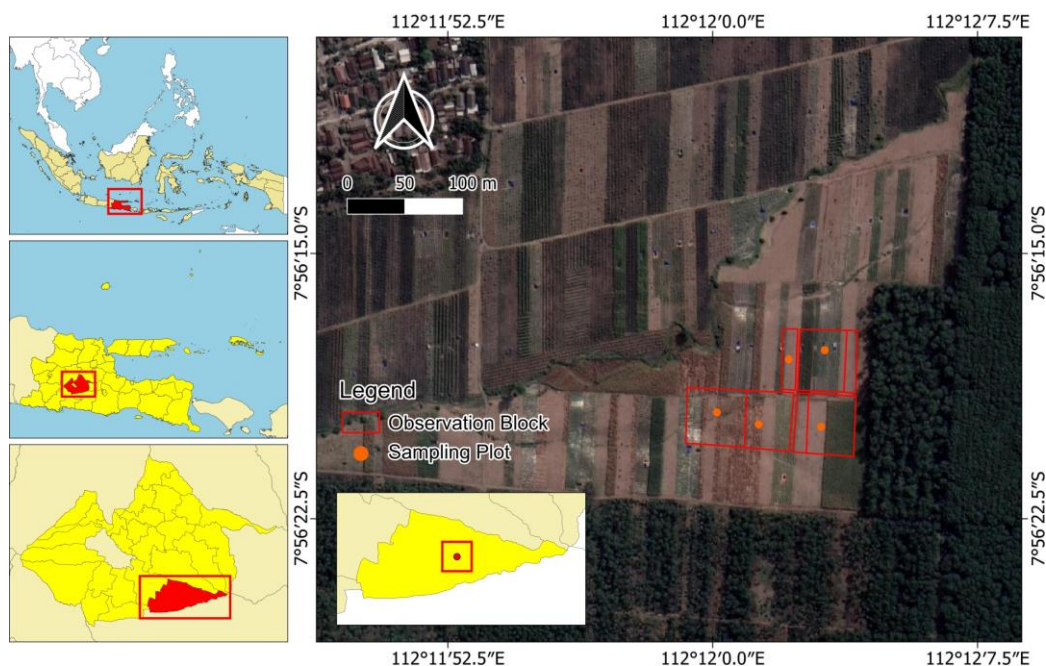 112°11′52.5″E 112°12′0.0″E 112°12′7.5″E
0 50 100 m
7°56′15.0″S 7°56′15.0″S
Legend
Observation Block
Sampling Plot
7°56′22.5″S 7°56′22.5″S
112°11′52.5″E 112°12′0.0″E 112°12′7.5″E